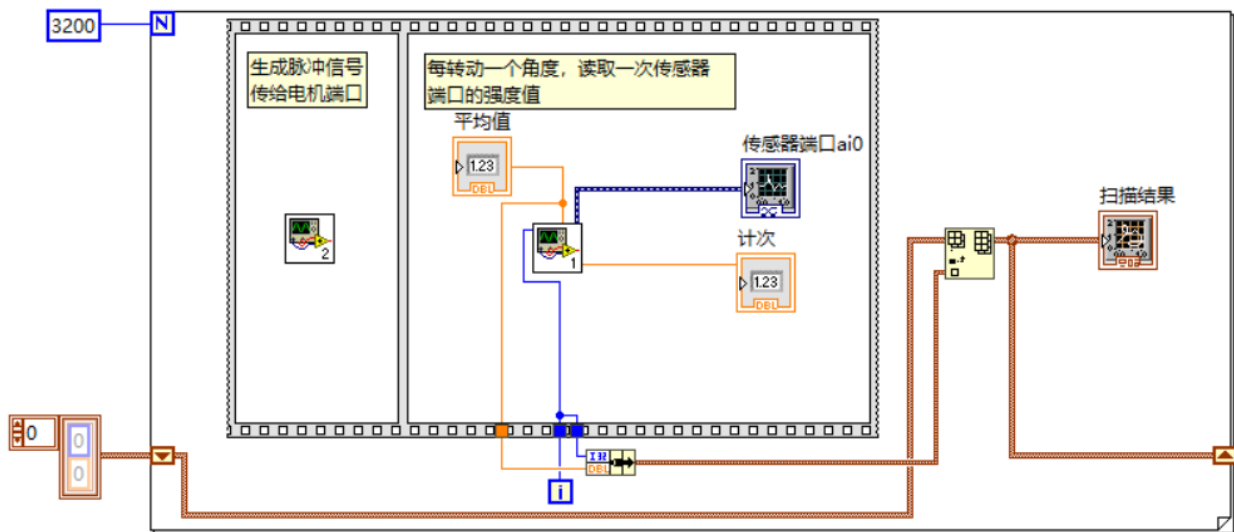 3200
N
生成脉冲信号
传给电机端口
每转动一个角度，读取一次传感器
端口的强度值
平均值
1.23
DBL
传感器端口ai0
2
1
计次
1.23
DBL
扫描结果
0
0
0
I32
DBL
i